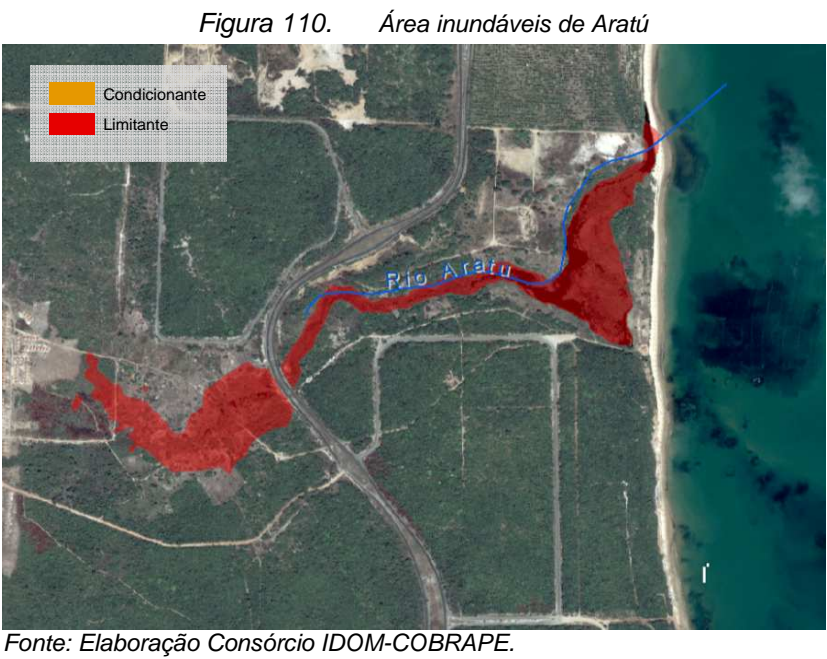 Figura 110. Área inundáveis de Aratú
Condicionante
Limitante
Rio Aratu
Fonte: Elaboração Consórcio IDOM-COBRAPE.